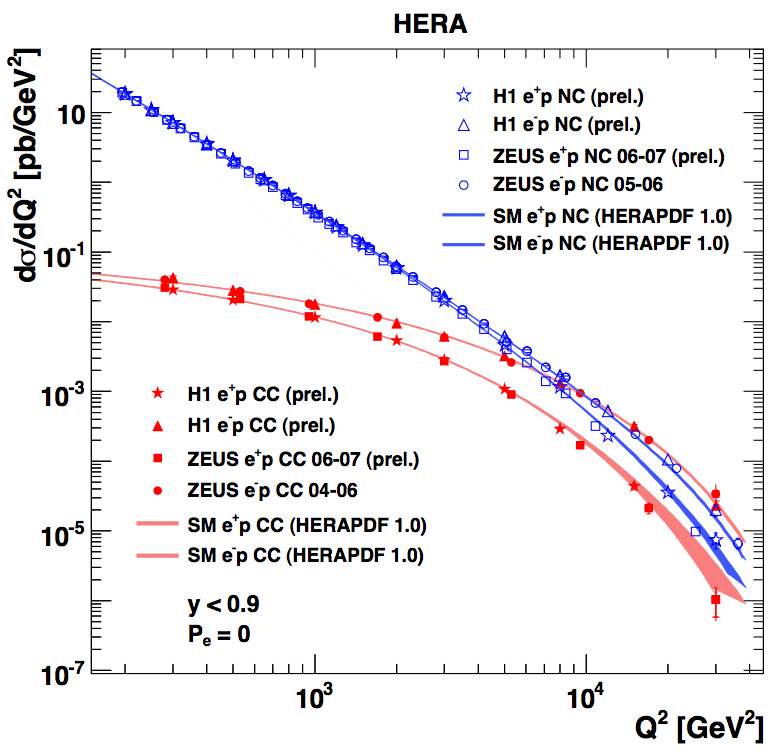 HERA
dσ/dQ² [pb/GeV²]
10
10⁻¹
10⁻³
10⁻⁵
10⁻⁷
H1 e⁺p NC (prel.)
H1 e⁻p NC (prel.)
ZEUS e⁺p NC 06-07 (prel.)
ZEUS e⁻p NC 05-06
SM e⁺p NC (HERAPDF 1.0)
SM e⁻p NC (HERAPDF 1.0)
H1 e⁺p CC (prel.)
H1 e⁻p CC (prel.)
ZEUS e⁺p CC 06-07 (prel.)
ZEUS e⁻p CC 04-06
SM e⁺p CC (HERAPDF 1.0)
SM e⁻p CC (HERAPDF 1.0)
y < 0.9
Pₑ = 0
10³ 10⁴
Q² [GeV²]